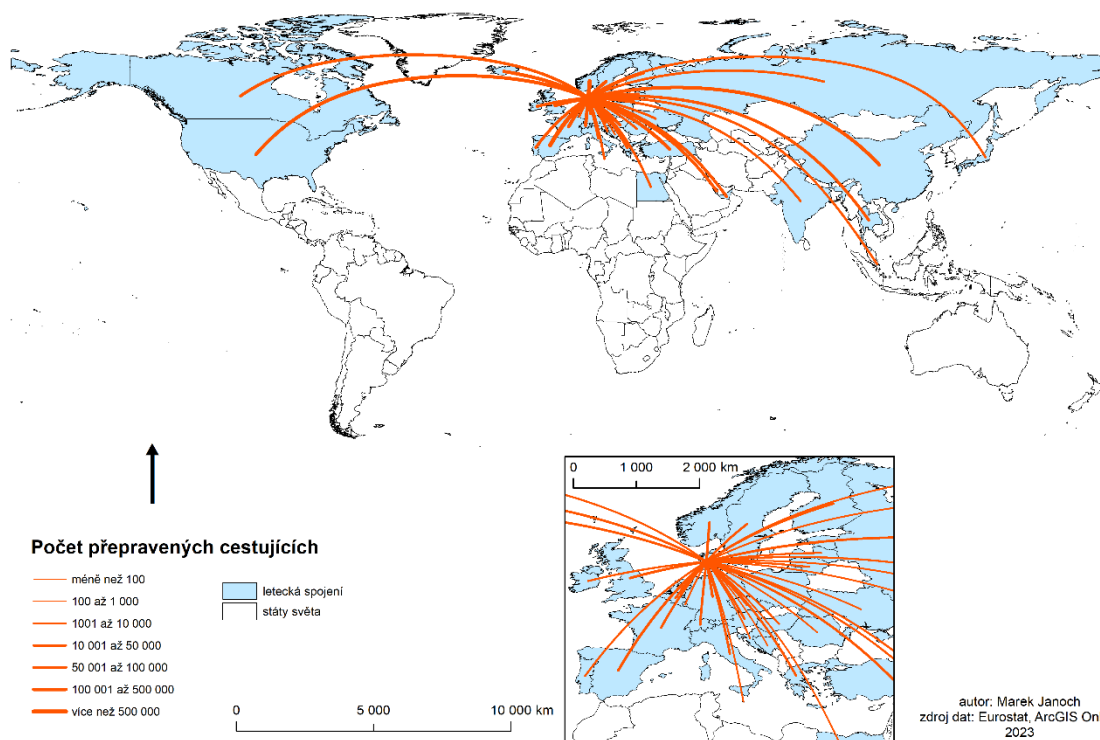 0 1 000 2 000 km
Počet přepravených cestujících
méně než 100
100 až 1 000
1001 až 10 000
10 001 až 50 000
50 001 až 100 000
100 001 až 500 000
více než 500 000
letecká spojení
státy světa
0 5 000 10 000 km
autor: Marek Janoch
zdroj dat: Eurostat, ArcGIS On
2023